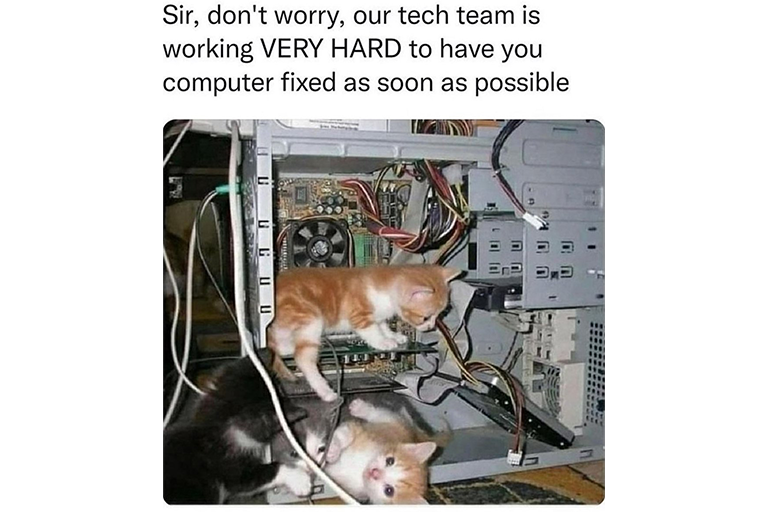 Sir, don't worry, our tech team is
working VERY HARD to have you
computer fixed as soon as possible